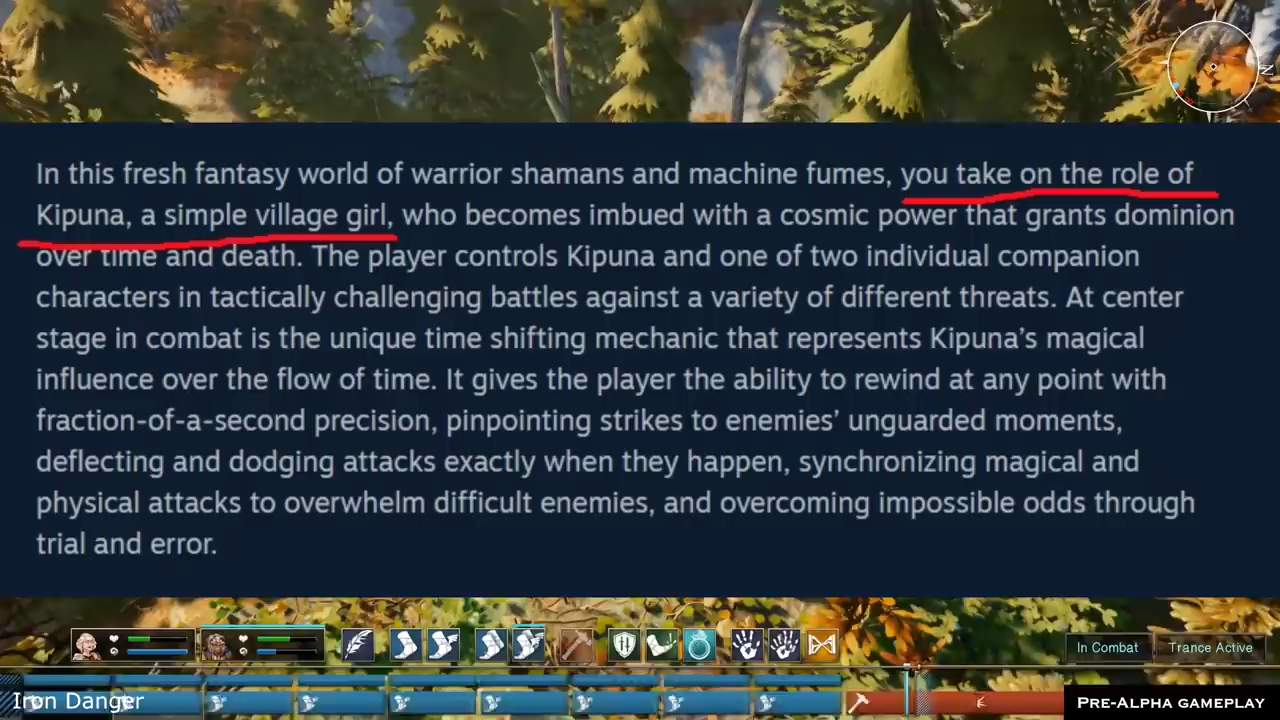 In this fresh fantasy world of warrior shamans and machine fumes, you take on the role of
Kipuna, a simple village girl, who becomes imbued with a cosmic power that grants dominion
over time and death. The player controls Kipuna and one of two individual companion
characters in tactically challenging battles against a variety of different threats. At center
stage in combat is the unique time shifting mechanic that represents Kipuna's magical
influence over the flow of time. It gives the player the ability to rewind at any point with
fraction-of-a-second precision, pinpointing strikes to enemies' unguarded moments,
deflecting and dodging attacks exactly when they happen, synchronizing magical and
physical attacks to overwhelm difficult enemies, and overcoming impossible odds through
trial and error.
In Combat
Trance Active
Iron Danger
PRE-ALPHA GAMEPLAY